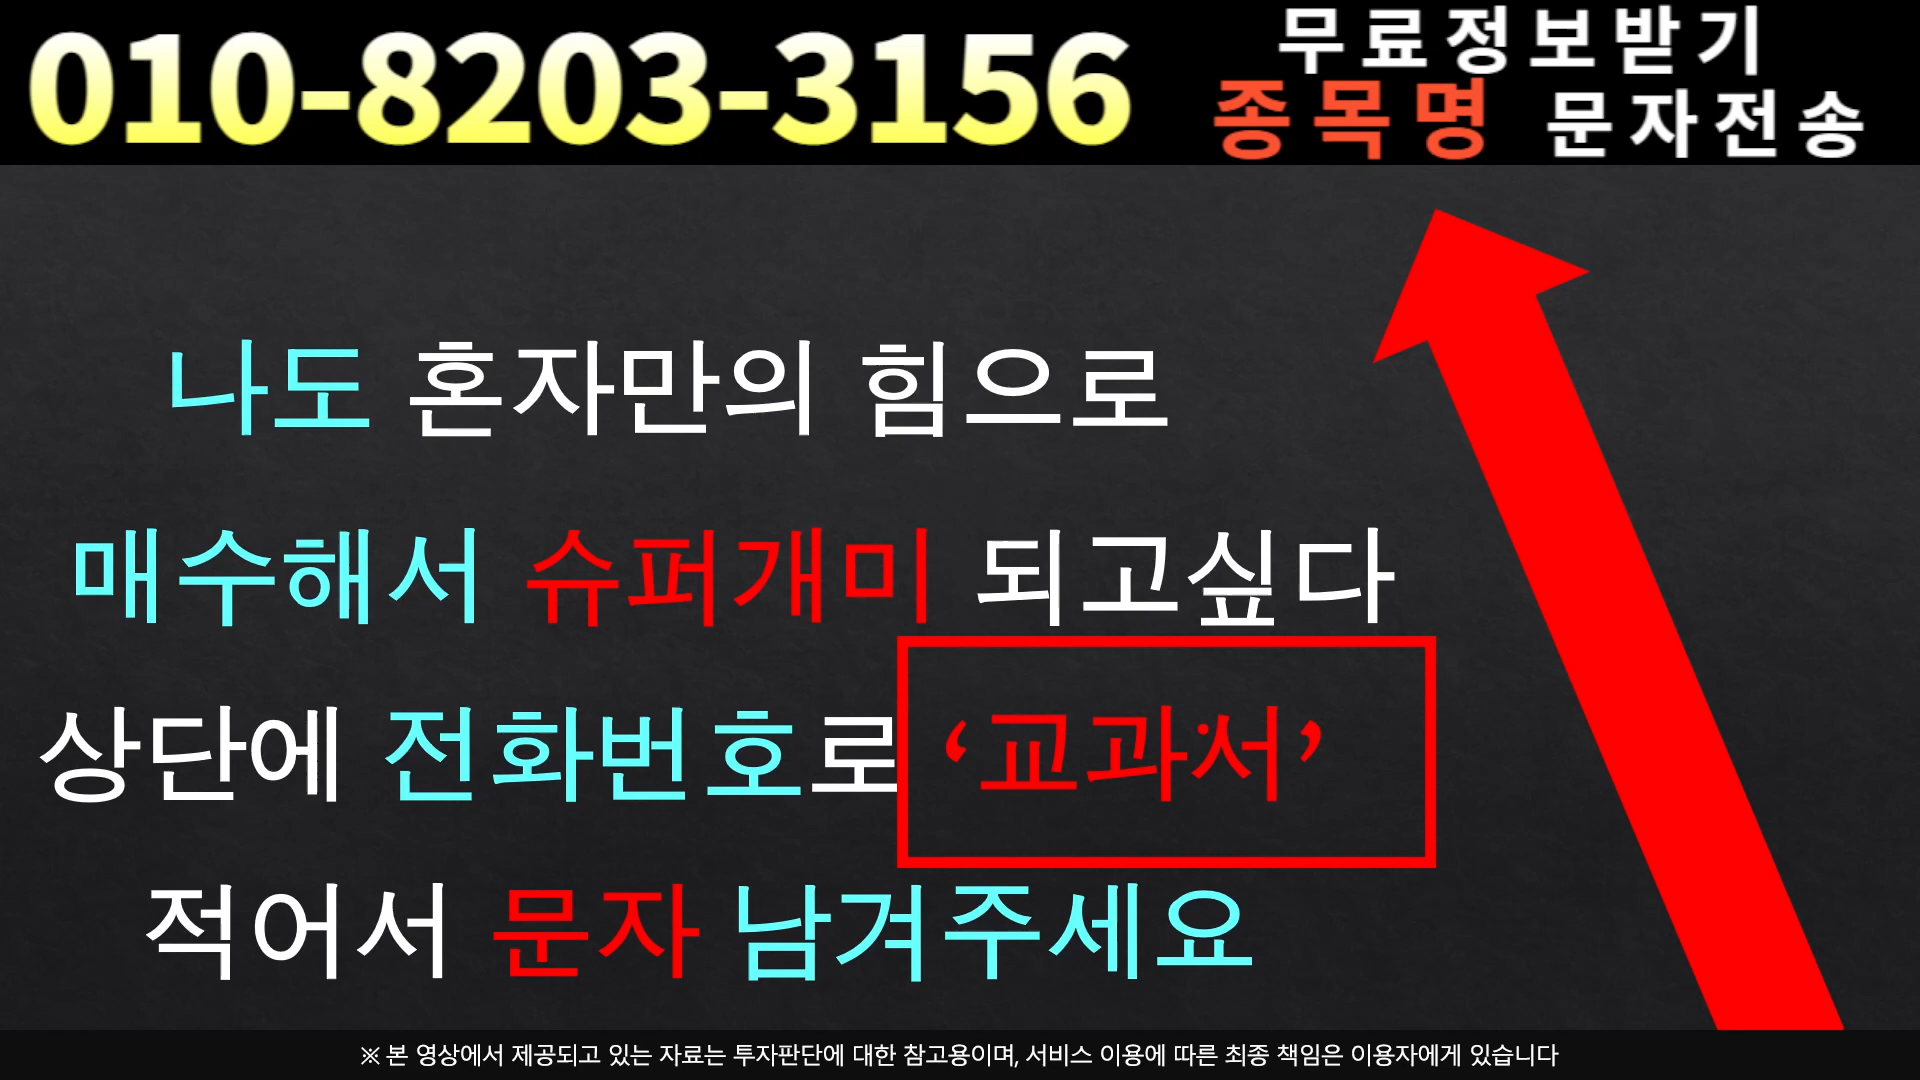 010-8203-3156
무료정보받기
종목명 문자전송
나도 혼자만의 힘으로
매수해서 슈퍼개미 되고싶다
상단에 전화번호로 ‘교과서’
적어서 문자 남겨주세요
※ 본 영상에서 제공되고 있는 자료는 투자판단에 대한 참고용이며, 서비스 이용에 따른 최종 책임은 이용자에게 있습니다